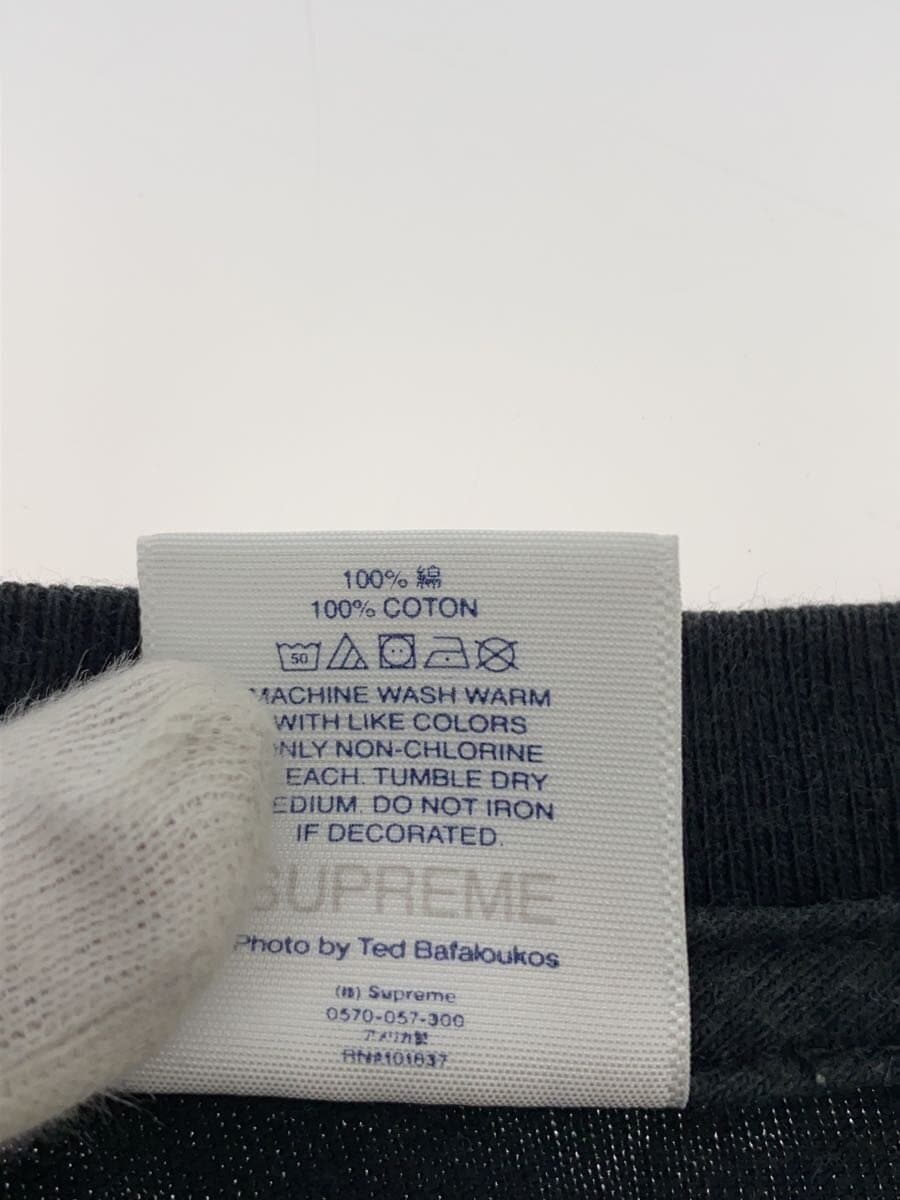 100% 綿
100% COTON
50
MACHINE WASH WARM
WITH LIKE COLORS
ONLY NON-CHLORINE
EACH. TUMBLE DRY
EDIUM. DO NOT IRON
IF DECORATED.
SUPREME
Photo by Ted Bafaloukos
(株) Supreme
0570-057-300
アメリカ製
RN#101837